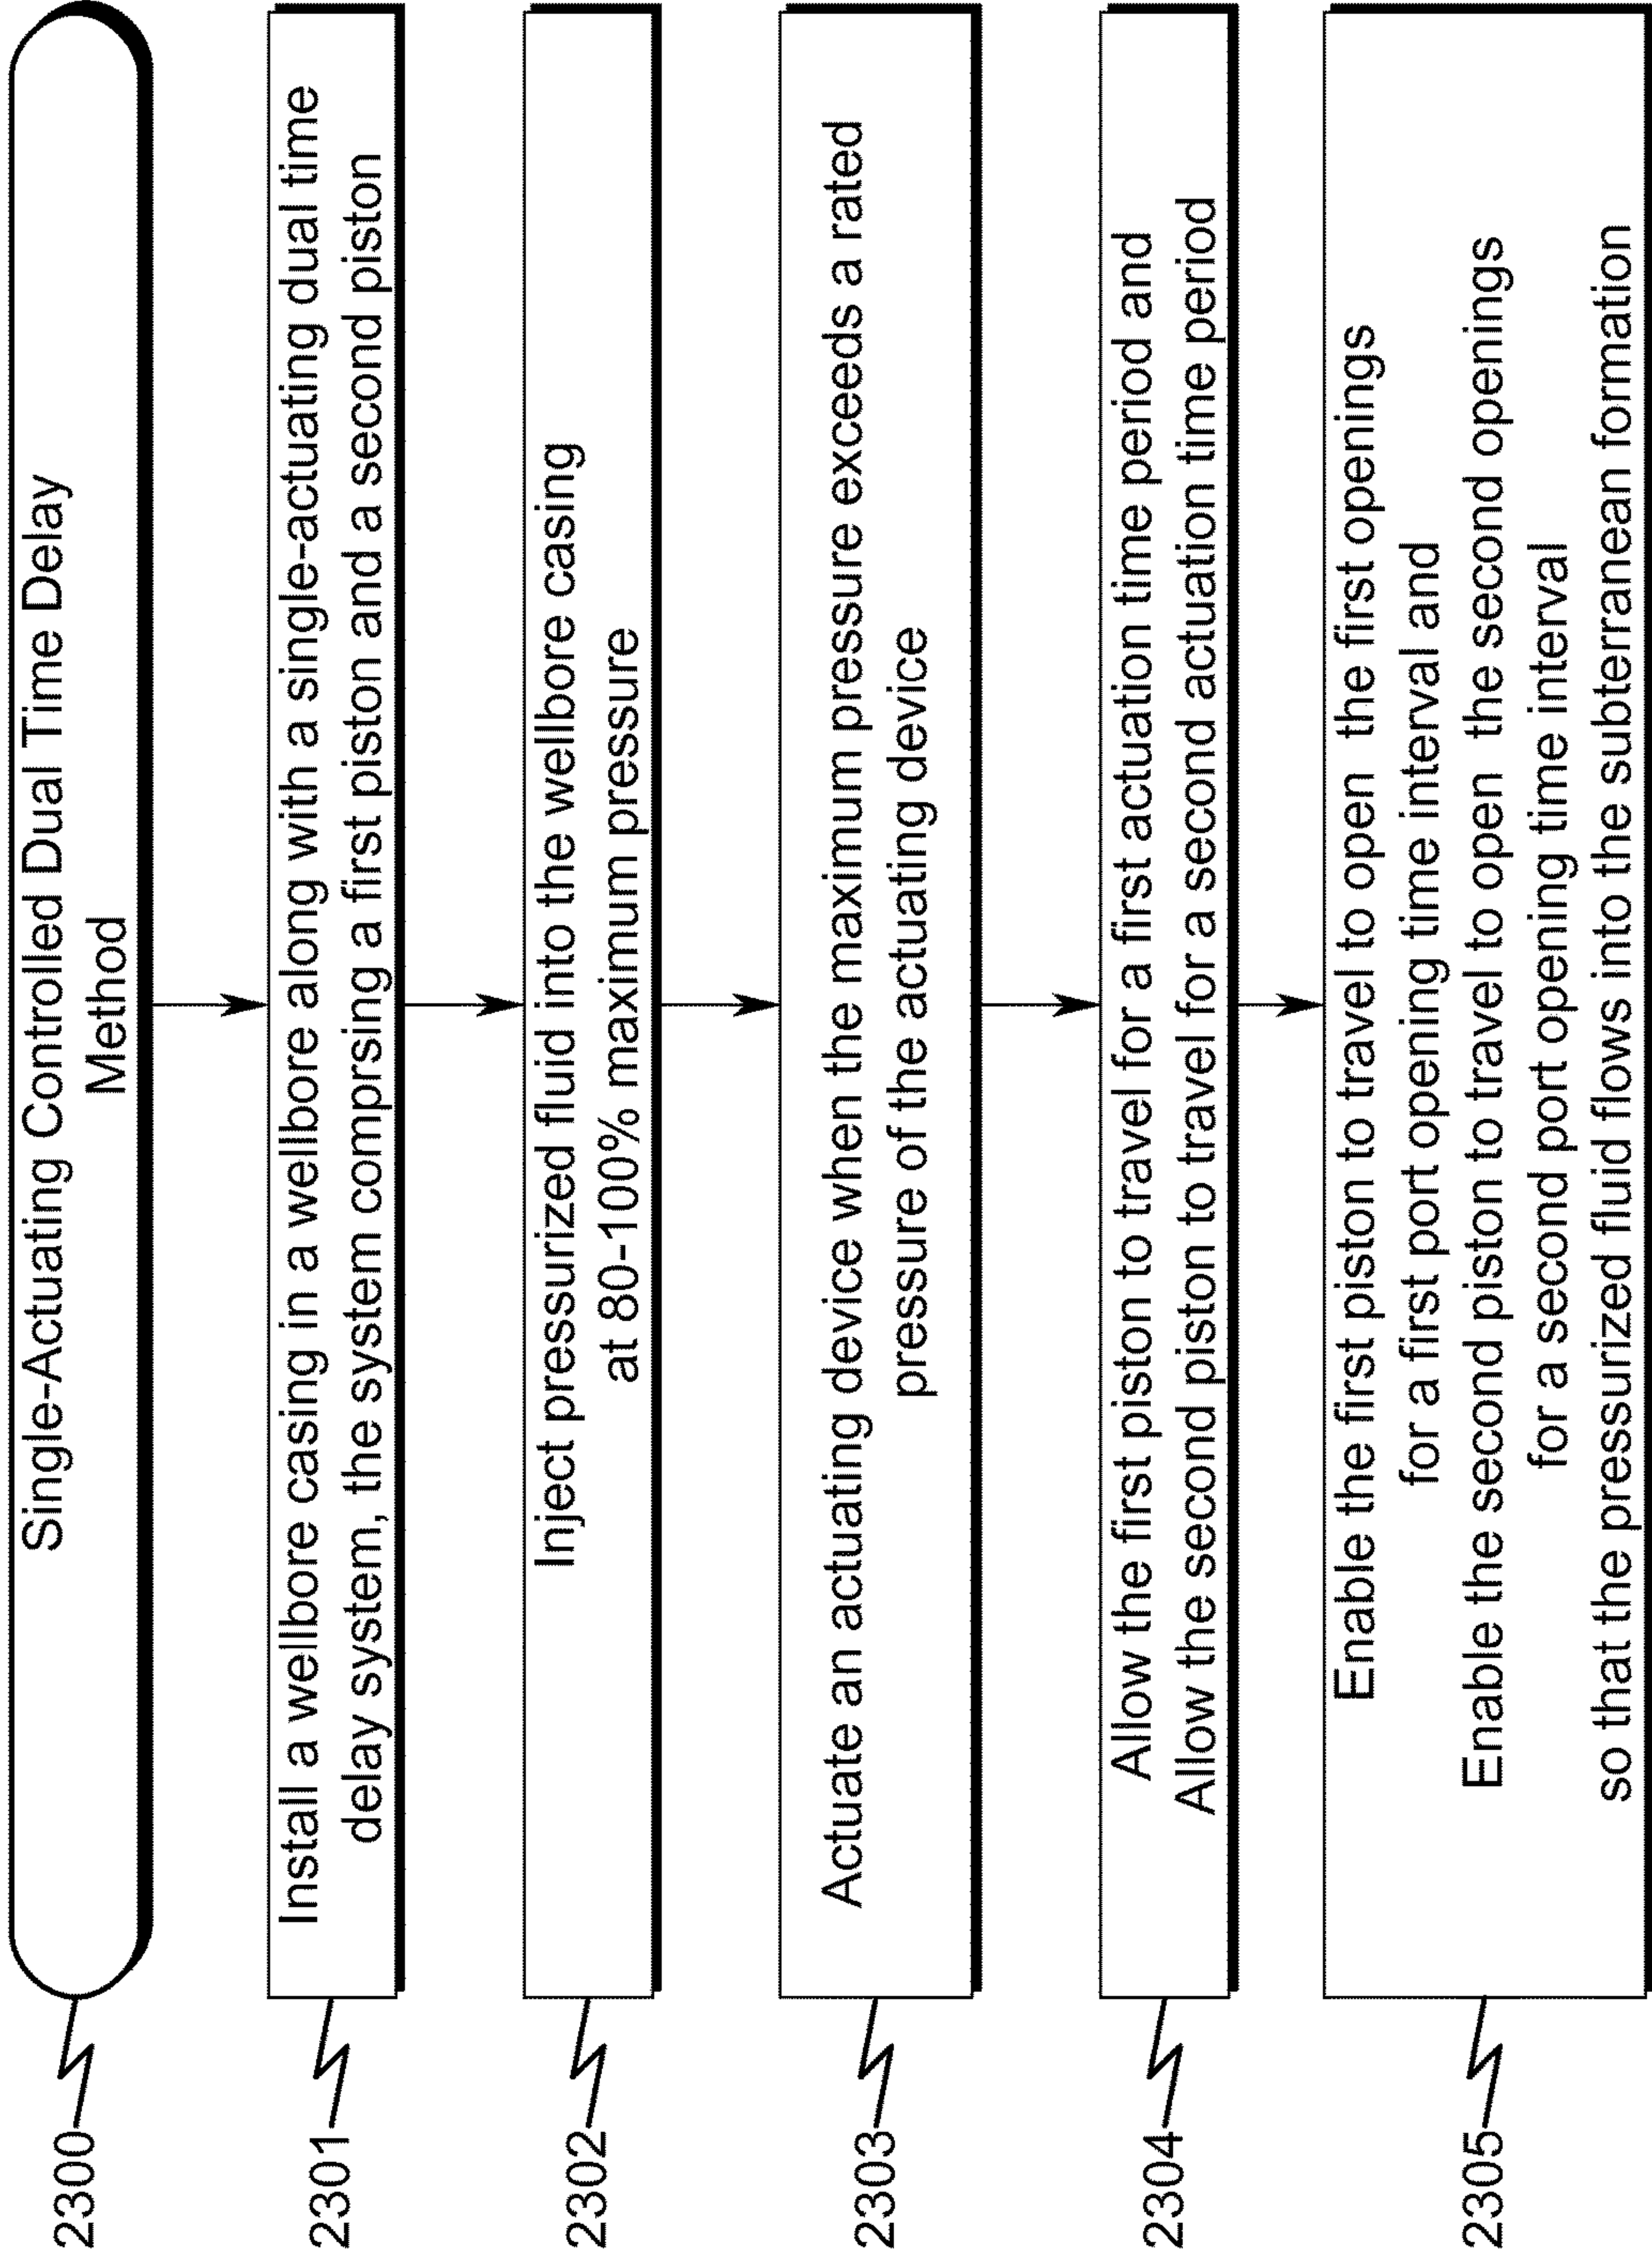 2300
Single-Actuating Controlled Dual Time Delay
Method
2301
Install a wellbore casing in a wellbore along with a single-actuating dual time
delay system, the system comprsing a first piston and a second piston
2302
Inject pressurized fluid into the wellbore casing
at 80-100% maximum pressure
2303
Actuate an actuating device when the maximum pressure exceeds a rated
pressure of the actuating device
2304
Allow the first piston to travel for a first actuation time period and
Allow the second piston to travel for a second actuation time period
2305
Enable the first piston to travel to open the first openings
for a first port opening time interval and
Enable the second piston to travel to open the second openings
for a second port opening time interval
so that the pressurized fluid flows into the subterranean formation